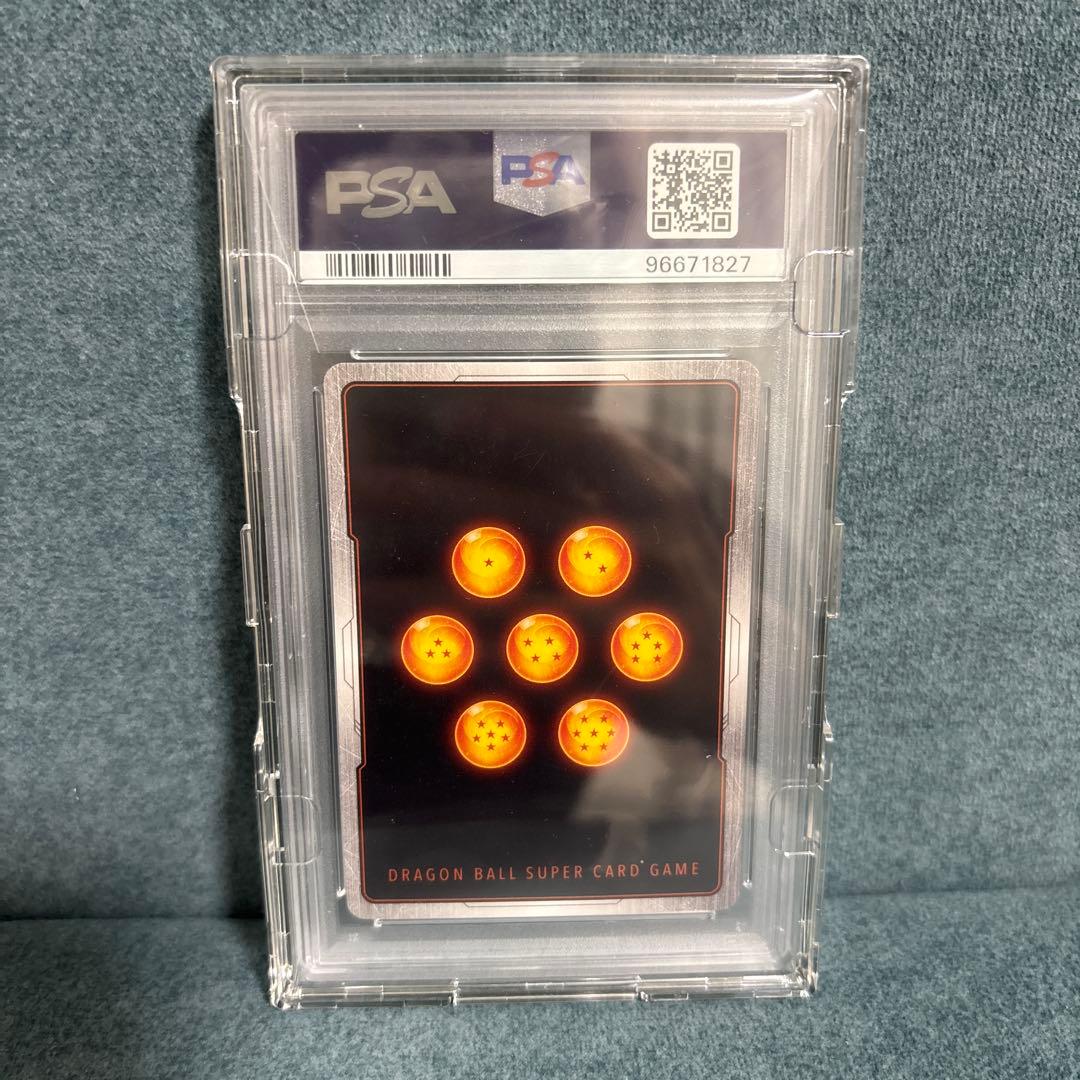 PSA
PSA
96671827
DRAGON BALL SUPER CARD GAME